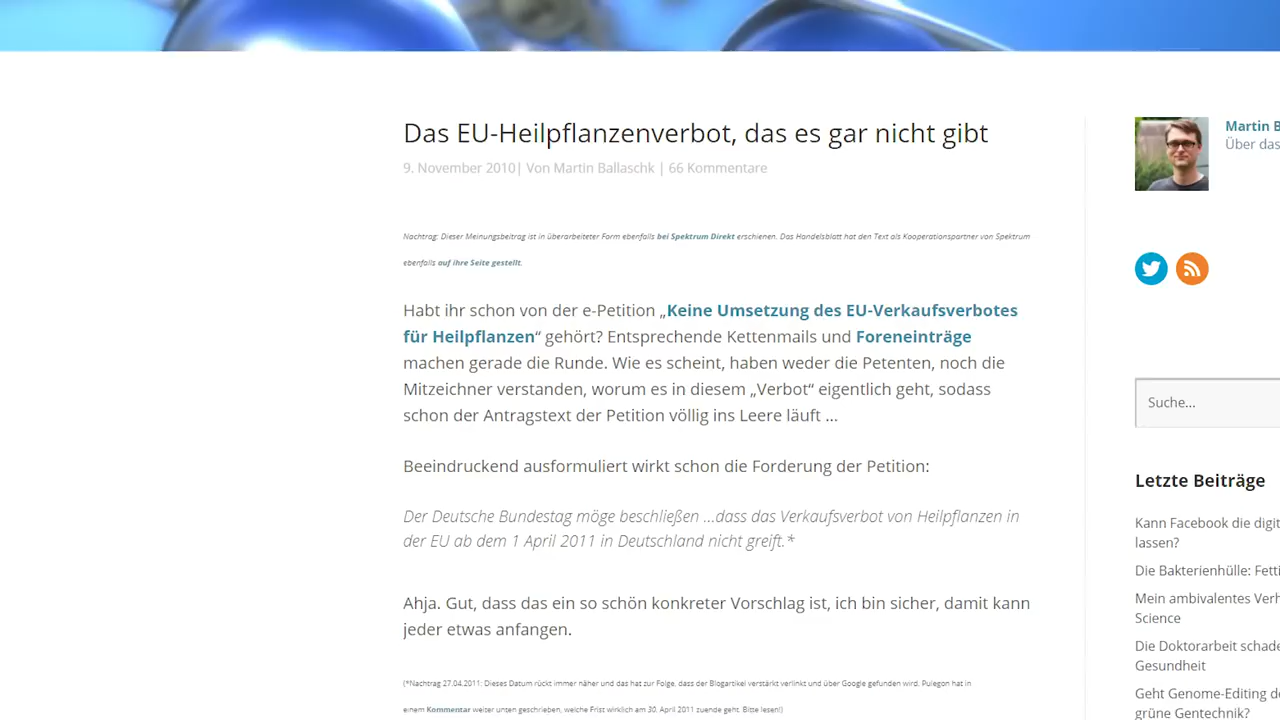 Das EU-Heilpflanzenverbot, das es gar nicht gibt
9. November 2010| Von Martin Ballaschk | 66 Kommentare
Nachtrag: Dieser Meinungsbeitrag ist in überarbeiteter Form ebenfalls bei Spektrum Direkt erschienen. Das Handelsblatt hat den Text als Kooperationspartner von Spektrum
ebenfalls auf ihre Seite gestellt.
Habt ihr schon von der e-Petition „Keine Umsetzung des EU-Verkaufsverbotes
für Heilpflanzen“ gehört? Entsprechende Kettenmails und Foreneinträge
machen gerade die Runde. Wie es scheint, haben weder die Petenten, noch die
Mitzeichner verstanden, worum es in diesem „Verbot“ eigentlich geht, sodass
schon der Antragstext der Petition völlig ins Leere läuft …
Beeindruckend ausformuliert wirkt schon die Forderung der Petition:
Der Deutsche Bundestag möge beschließen …dass das Verkaufsverbot von Heilpflanzen in
der EU ab dem 1 April 2011 in Deutschland nicht greift.*
Ahja. Gut, dass das ein so schön konkreter Vorschlag ist, ich bin sicher, damit kann
jeder etwas anfangen.
(*Nachtrag 27.04.2011: Dieses Datum rückt immer näher und das hat zur Folge, dass der Blogartikel verstärkt verlinkt und über Google gefunden wird. Pulegon hat in
einem Kommentar weiter unten geschrieben, welche Frist wirklich am 30. April 2011 zuende geht. Bitte lesen!)
Martin B
Über das
Suche...
Letzte Beiträge
Kann Facebook die digit
lassen?
Die Bakterienhülle: Fetti
Mein ambivalentes Verh
Science
Die Doktorarbeit schade
Gesundheit
Geht Genome-Editing de
grüne Gentechnik?